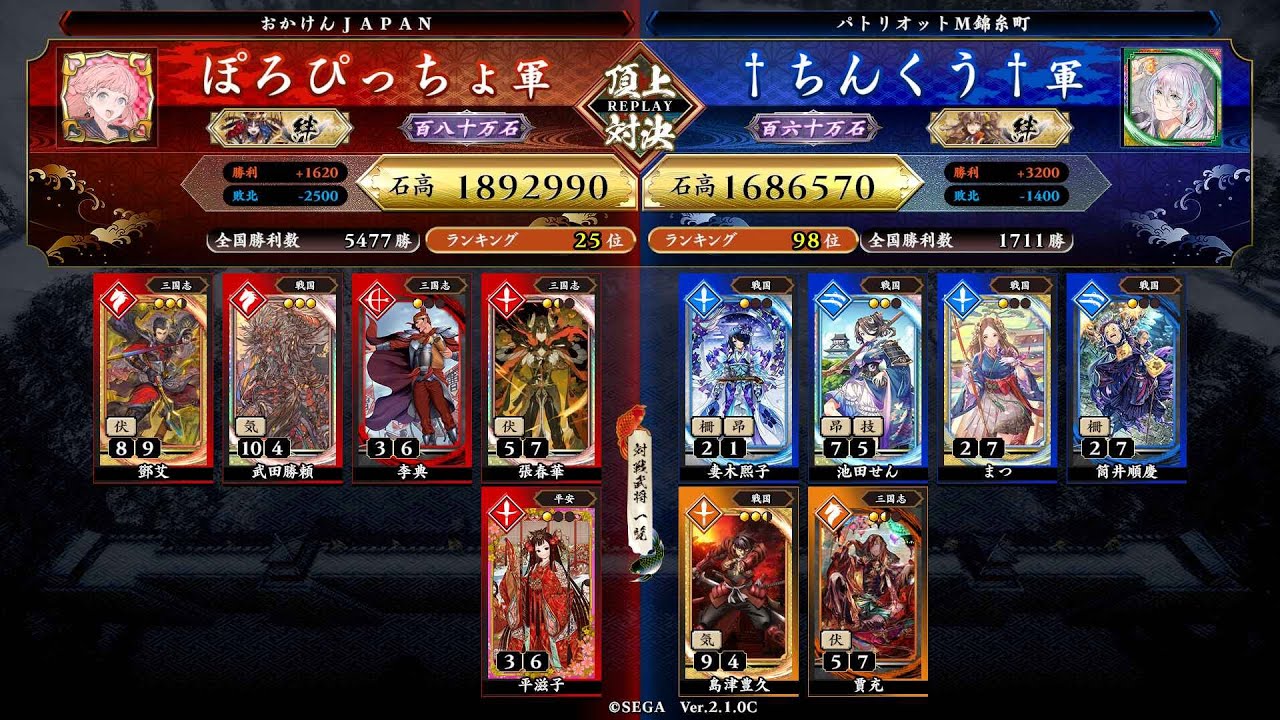 おかけんJAPAN
パトリオットM錦糸町
ぽろぴっちょ軍
頂上
REPLAY
対決
†ちんくう†軍
絆
百八十万石
百六十万石
絆
勝利 +1620
敗北 -2500
石高 1892990
石高 1686570
勝利 +3200
敗北 -1400
全国勝利数 5477勝
ランキング 25位
ランキング 98位
全国勝利数 1711勝
三国志
戦国
三国志
三国志
戦国
戦国
戦国
戦国
伏
気
伏
柵 昴
昴 技
柵
8 9
10 4
3 6
5 7
2 1
7 5
2 7
2 7
鄧艾
武田勝頼
李典
張春華
妻木煕子
池田せん
まつ
筒井順慶
対戦武将一覧
平安
戦国
三国志
気
伏
3 6
9 4
5 7
平滋子
島津豊久
賈充
©SEGA Ver.2.1.0C